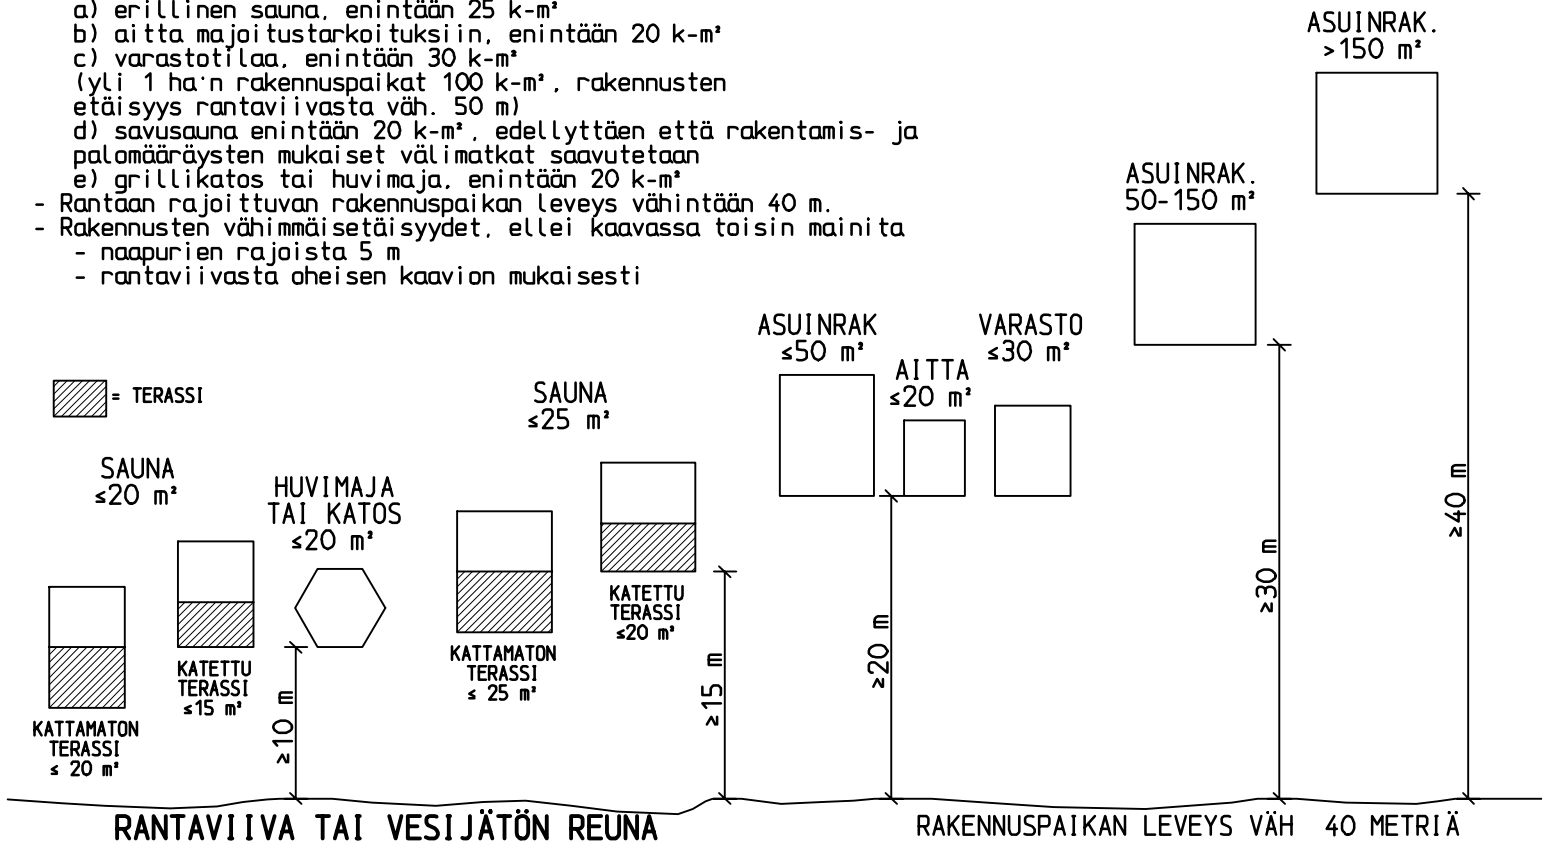 a) erillinen sauna, enintään 25 k-m²
b) aitta majoitustarkoituksiin, enintään 20 k-m²
c) varastotilaa, enintään 30 k-m²
(yli 1 ha:n rakennuspaikat 100 k-m², rakennusten
etäisyys rantaviivasta väh. 50 m)
d) savusauna enintään 20 k-m², edellyttäen että rakentamis- ja
palomääräysten mukaiset välimatkat saavutetaan
e) grillikatos tai huvimaja, enintään 20 k-m²
- Rantaan rajoittuvan rakennuspaikan leveys vähintään 40 m.
- Rakennusten vähimmäisetäisyydet, ellei kaavassa toisin mainita
- naapurien rajoista 5 m
- rantaviivasta oheisen kaavion mukaisesti
= TERASSI
SAUNA
≤20 m²
KATTAMATON
TERASSI
≤ 20 m²
KATETTU
TERASSI
≤15 m²
HUVIMAJA
TAI KATOS
≤20 m²
≥10 m
SAUNA
≤25 m²
KATTAMATON
TERASSI
≤ 25 m²
KATETTU
TERASSI
≤20 m²
≥15 m
ASUINRAK
≤50 m²
AITTA
≤20 m²
VARASTO
≤30 m²
≥20 m
ASUINRAK.
50-150 m²
≥30 m
ASUINRAK.
>150 m²
≥40 m
RANTAVIIVA TAI VESIJÄTÖN REUNA
RAKENNUSPAIKAN LEVEYS VÄH 40 METRIÄ